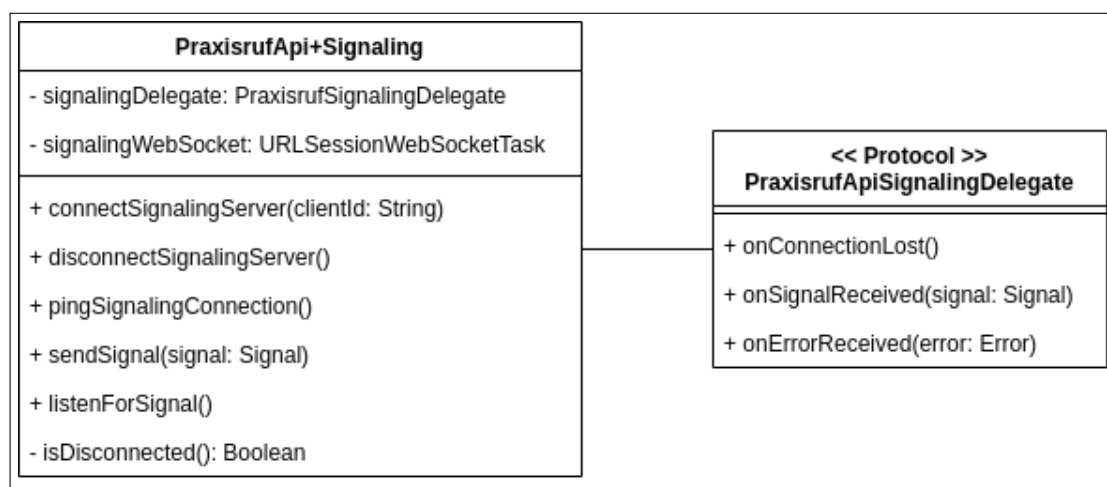 PraxisrufApi+Signaling
- signalingDelegate: PraxisrufSignalingDelegate
- signalingWebSocket: URLSessionWebSocketTask
+ connectSignalingServer(clientId: String)
+ disconnectSignalingServer()
+ pingSignalingConnection()
+ sendSignal(signal: Signal)
+ listenForSignal()
- isDisconnected(): Boolean
<< Protocol >>
PraxisrufApiSignalingDelegate
+ onConnectionLost()
+ onSignalReceived(signal: Signal)
+ onErrorReceived(error: Error)